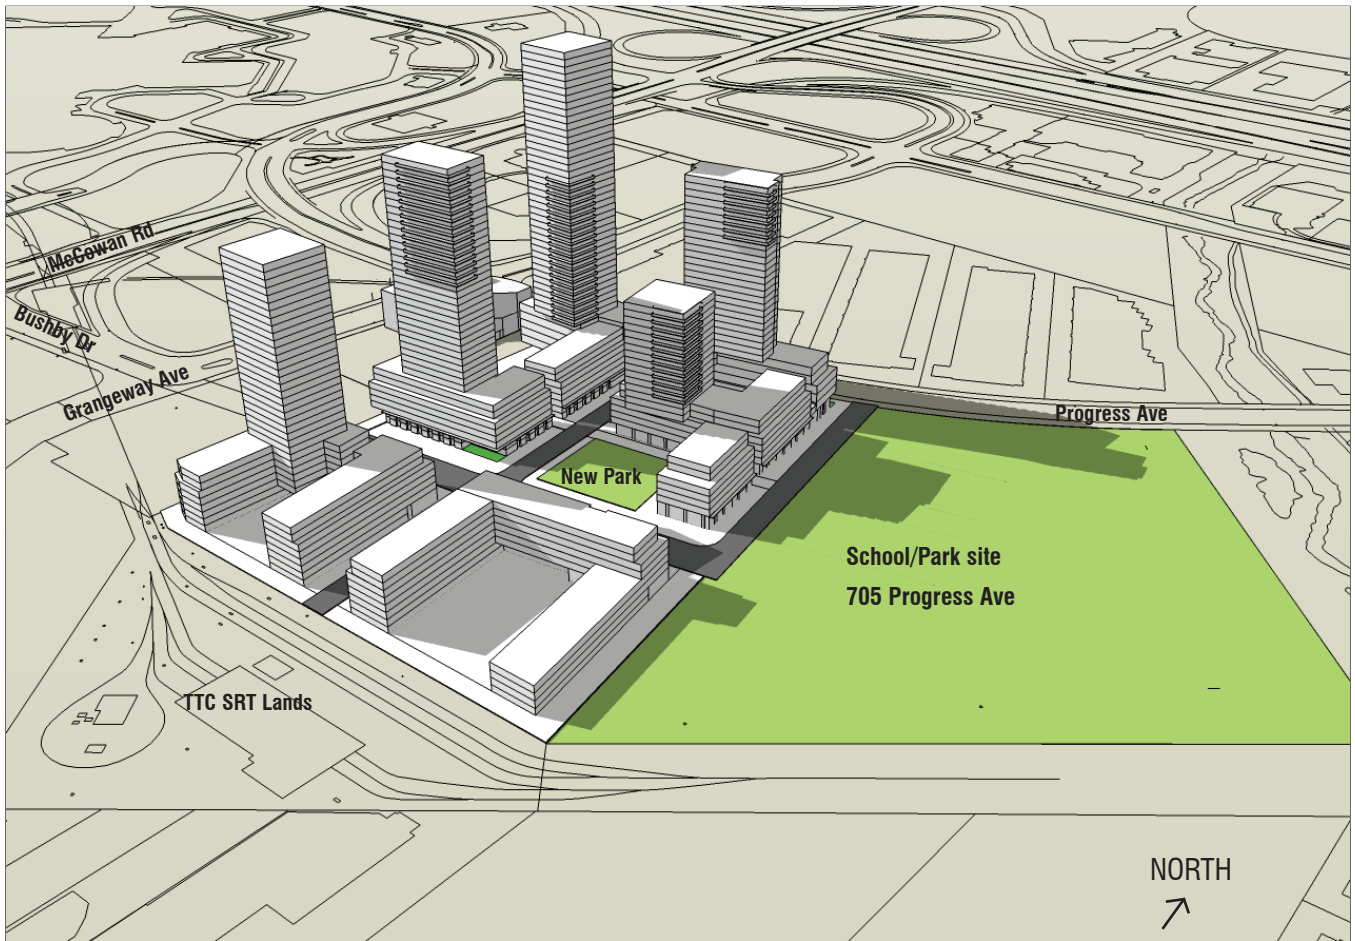 McCowan Rd
Bushby Dr
Grangeway Ave
Progress Ave
New Park
School/Park site
705 Progress Ave
TTC SRT Lands
NORTH